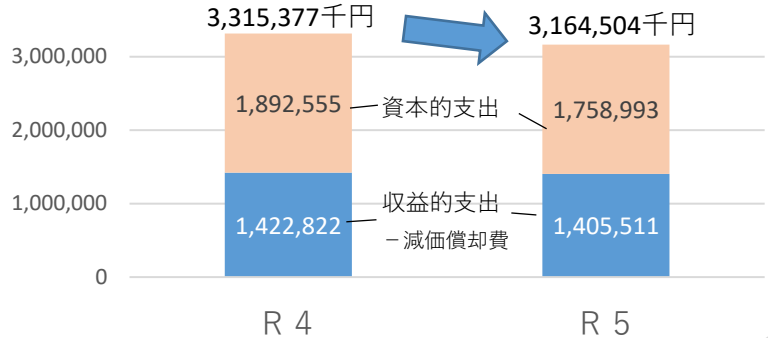 3,315,377千円
3,164,504千円
3,000,000
2,000,000
1,000,000
0
1,892,555
資本的支出
1,758,993
1,422,822
収益的支出
－減価償却費
1,405,511
Ｒ４
Ｒ５